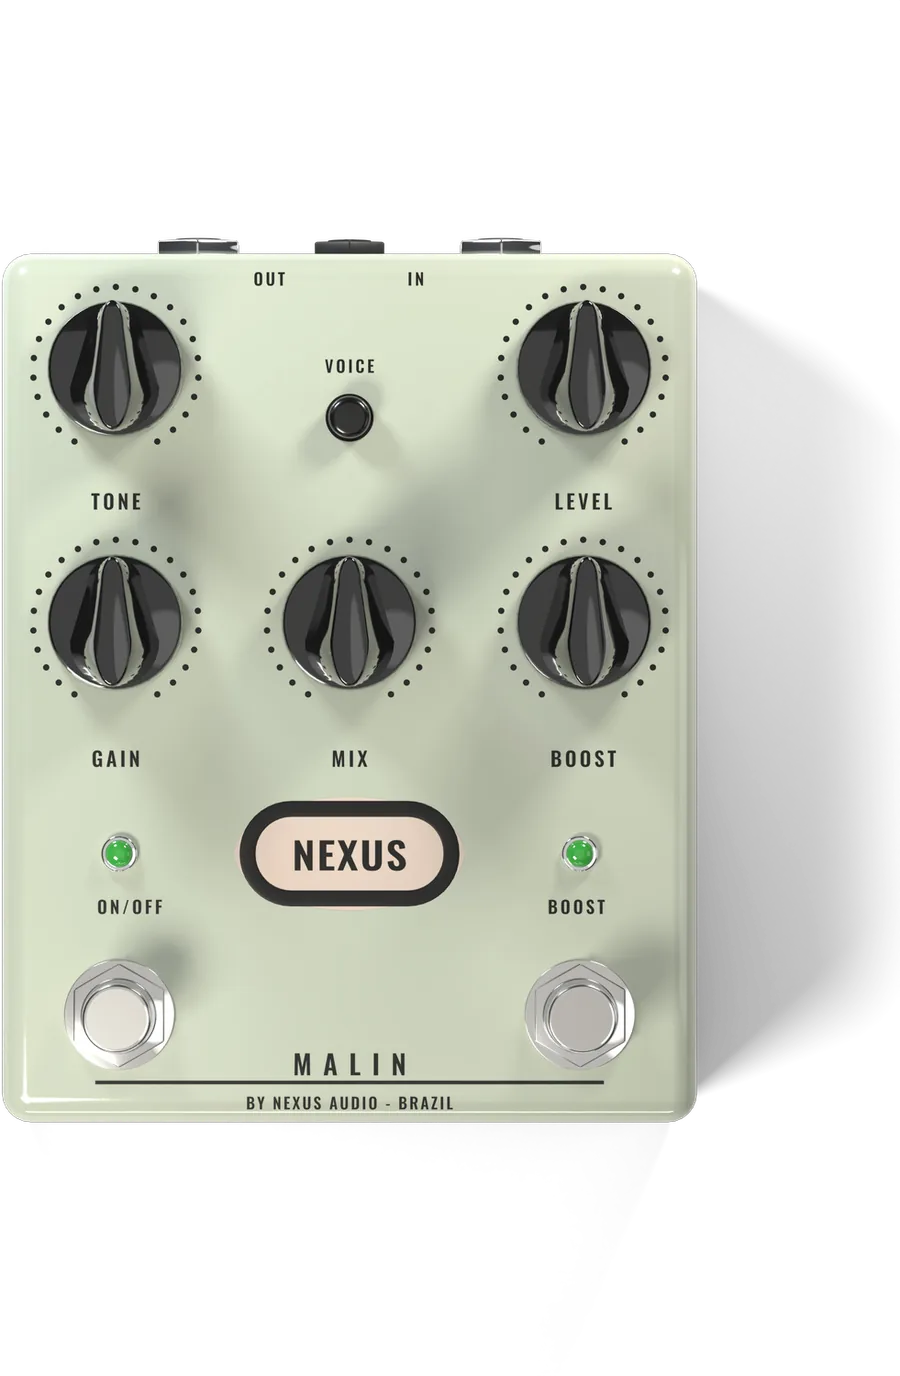 OUT IN
VOICE
TONE LEVEL
GAIN MIX BOOST
NEXUS
ON/OFF BOOST
MALIN
BY NEXUS AUDIO - BRAZIL